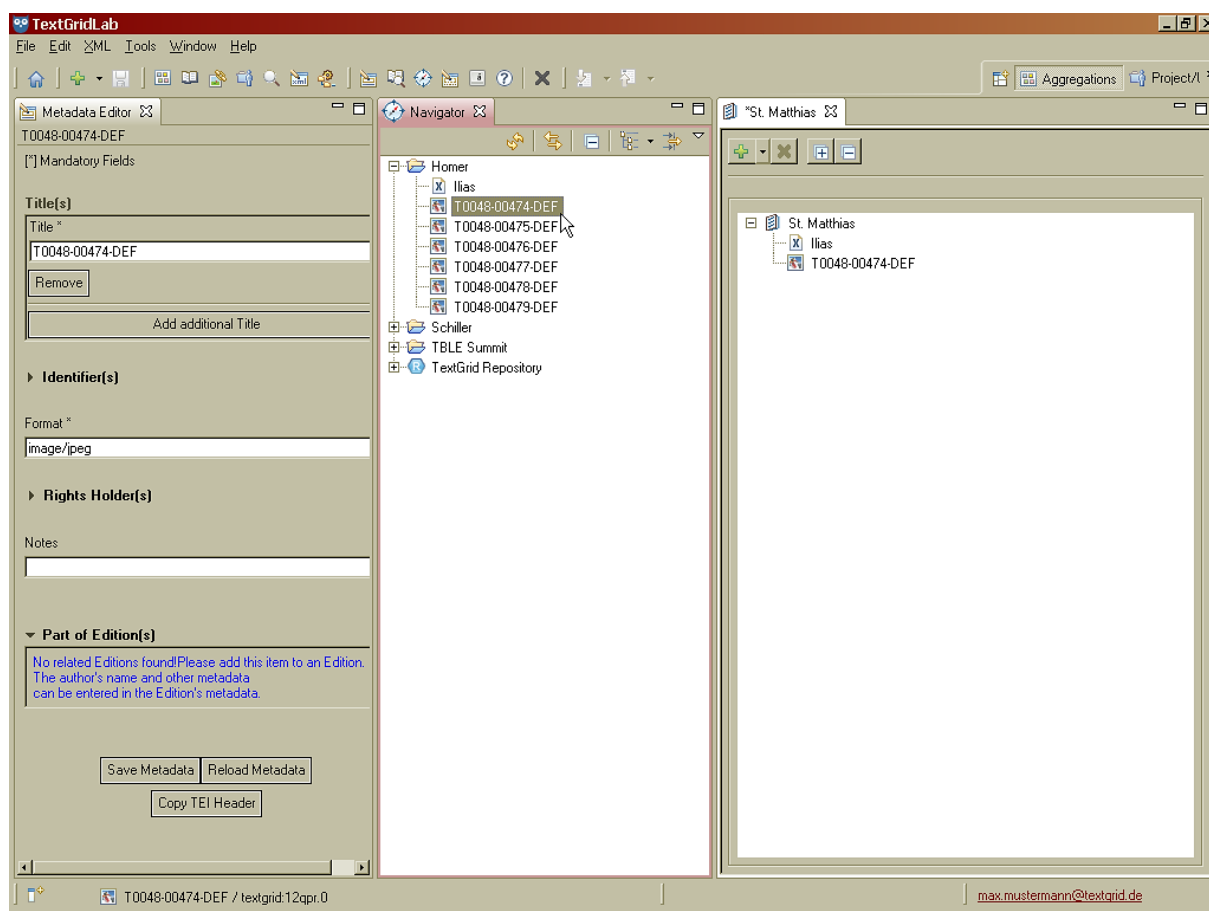 TextGridLab
File Edit XML Tools Window Help
Aggregations Project/
Metadata Editor
T0048-00474-DEF
[*] Mandatory Fields
Title(s)
Title *
T0048-00474-DEF
Remove
Add additional Title
Identifier(s)
Format *
image/jpeg
Rights Holder(s)
Notes
Part of Edition(s)
No related Editions found!Please add this item to an Edition.
The author's name and other metadata
can be entered in the Edition's metadata.
Save Metadata Reload Metadata
Copy TEI Header
Navigator
Homer
Ilias
T0048-00474-DEF
T0048-00475-DEF
T0048-00476-DEF
T0048-00477-DEF
T0048-00478-DEF
T0048-00479-DEF
Schiller
TBLE Summit
TextGrid Repository
*St. Matthias
St. Matthias
Ilias
T0048-00474-DEF
T0048-00474-DEF / textgrid:12qpr.0
max.mustermann@textgrid.de